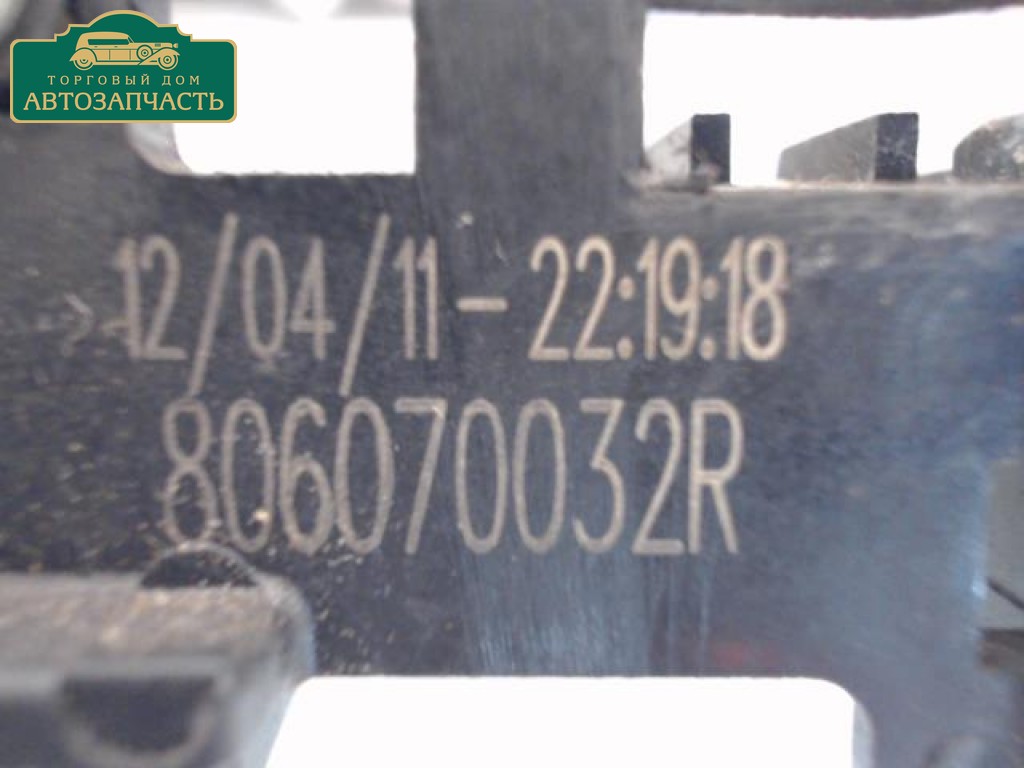 ТОРГОВЫЙ ДОМ
АВТОЗАПЧАСТЬ
12/04/11-22:19:18
806070032R